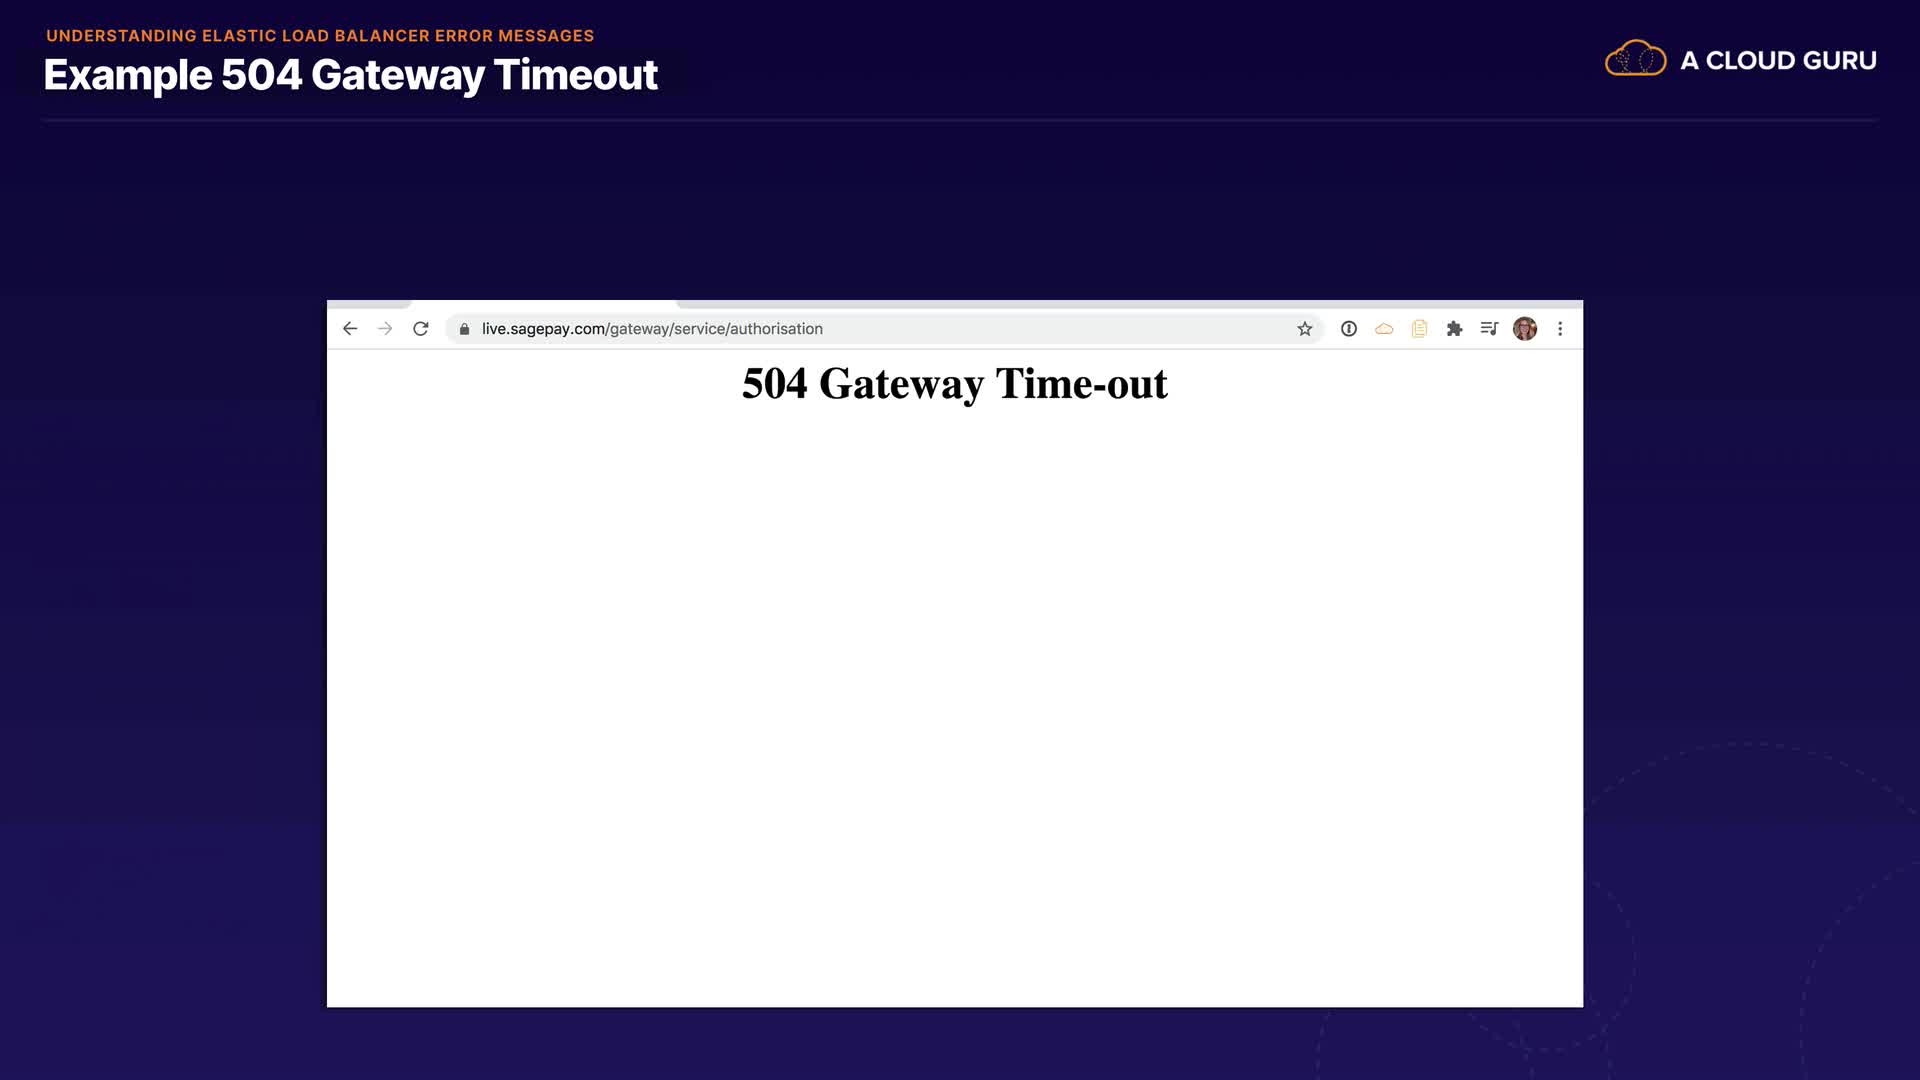 UNDERSTANDING ELASTIC LOAD BALANCER ERROR MESSAGES
Example 504 Gateway Timeout
A CLOUD GURU
live.sagepay.com/gateway/service/authorisation
504 Gateway Time-out